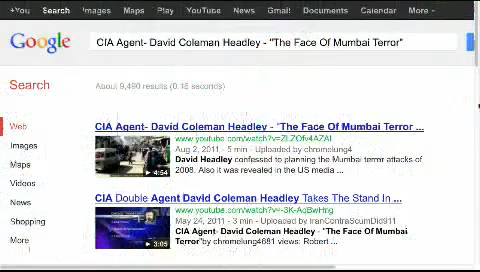 +You Search Images Maps Play YouTube News Gmail Documents Calendar More
Google
CIA Agent- David Coleman Headley - "The Face Of Mumbai Terror"
Search
About 9,490 results (0.15 seconds)
Web
Images
Maps
Videos
News
Shopping
More
CIA Agent- David Coleman Headley - "The Face Of Mumbai Terror ...
Aug 2, 2011 - 5 min - Uploaded by chromelung4
David Headley confessed to planning the Mumbai terror attacks of
2008. Also it was revealed in the US media ...
4:54
CIA Double Agent David Coleman Headley Takes The Stand In ...
www.youtube.com/watch?v=-3K-AqBwHng
May 24, 2011 - 3 min - Uploaded by IranContraScumDid911
CIA Agent- David Coleman Headley - "The Face Of Mumbai
Terror"by chromelung4681 views: Robert ...
3:05